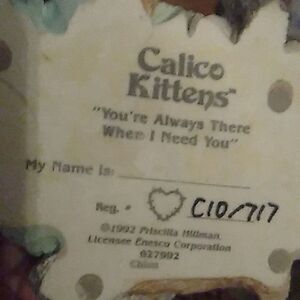 Calico
Kittens™
"You're Always There
When I Need You"
My Name Is:
Reg. # C10/717
©1992 Priscilla Hillman,
Licensee Enesco Corporation
627992
China